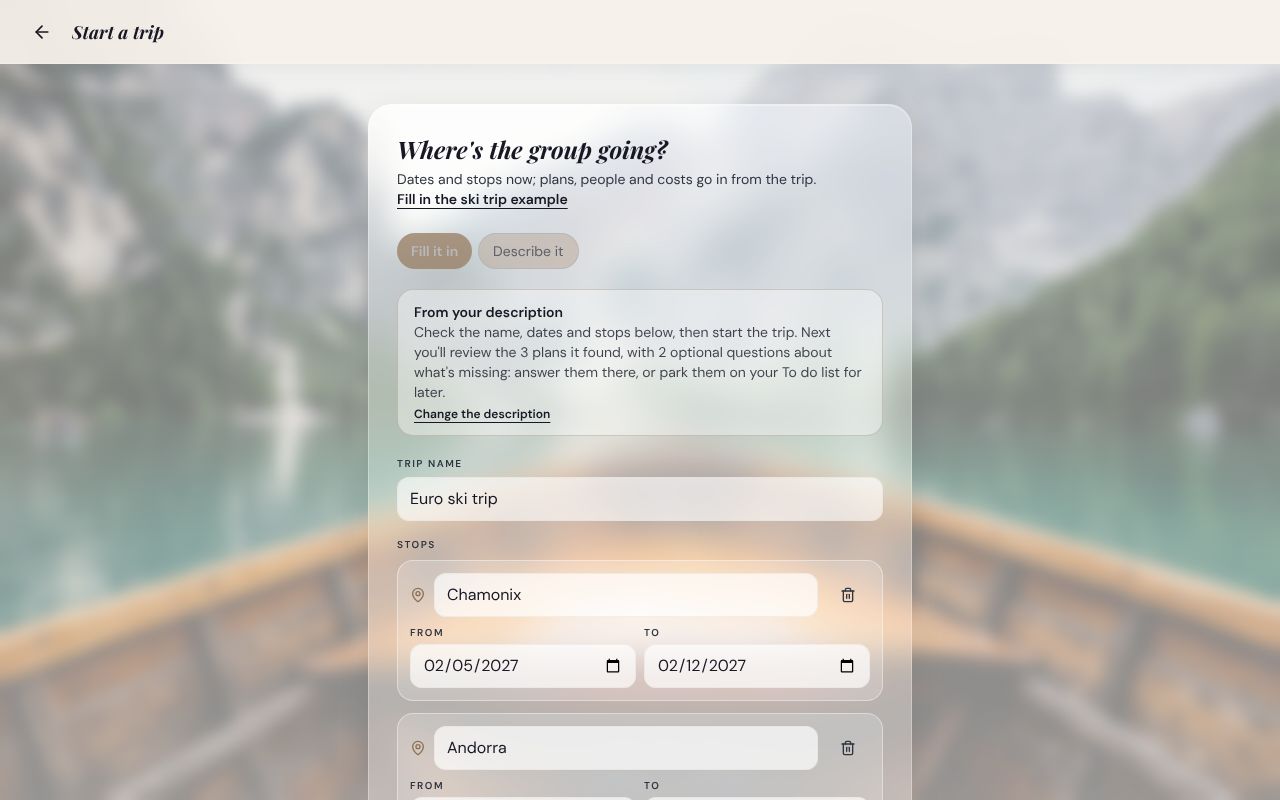 Start a trip
Where's the group going?
Dates and stops now; plans, people and costs go in from the trip.
Fill in the ski trip example
Fill it in
Describe it
From your description
Check the name, dates and stops below, then start the trip. Next
you'll review the 3 plans it found, with 2 optional questions about
what's missing: answer them there, or park them on your To do list for
later.
Change the description
TRIP NAME
Euro ski trip
STOPS
Chamonix
FROM
TO
02/05/2027
02/12/2027
Andorra
FROM
TO